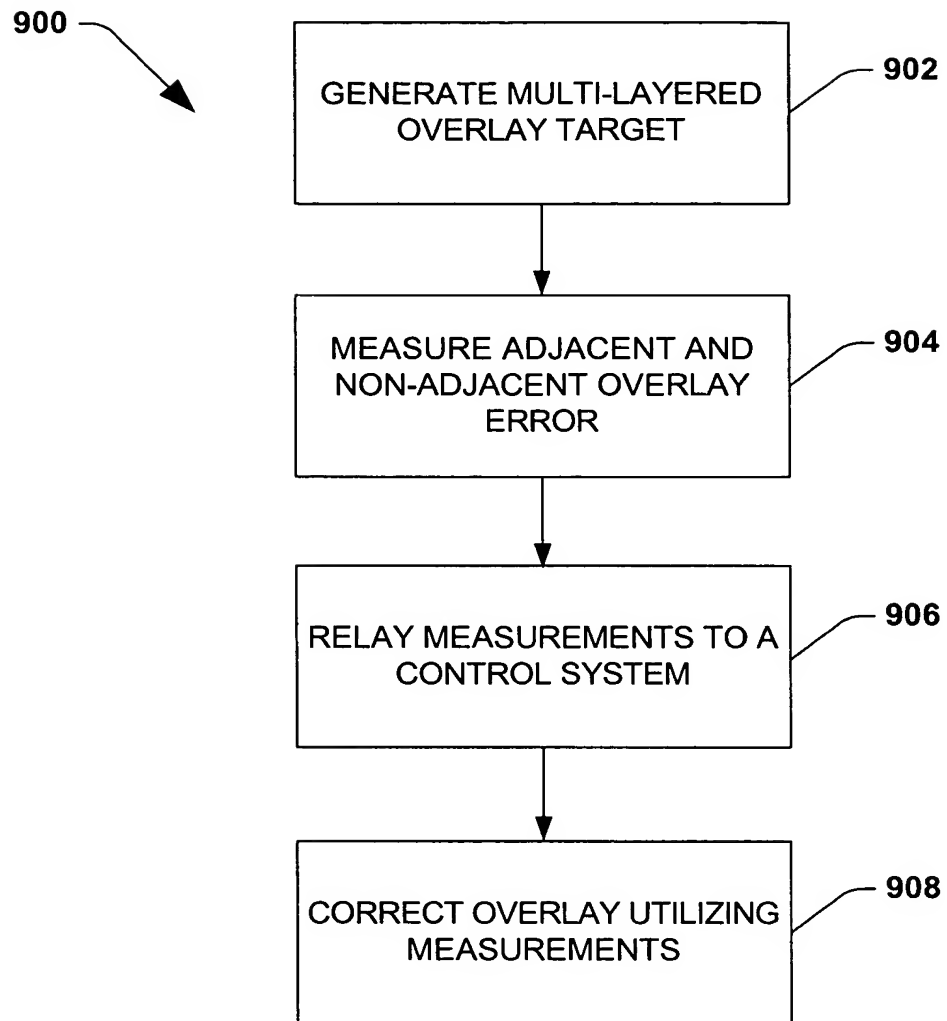 900
GENERATE MULTI-LAYERED
OVERLAY TARGET
902
MEASURE ADJACENT AND
NON-ADJACENT OVERLAY
ERROR
904
RELAY MEASUREMENTS TO A
CONTROL SYSTEM
906
CORRECT OVERLAY UTILIZING
MEASUREMENTS
908